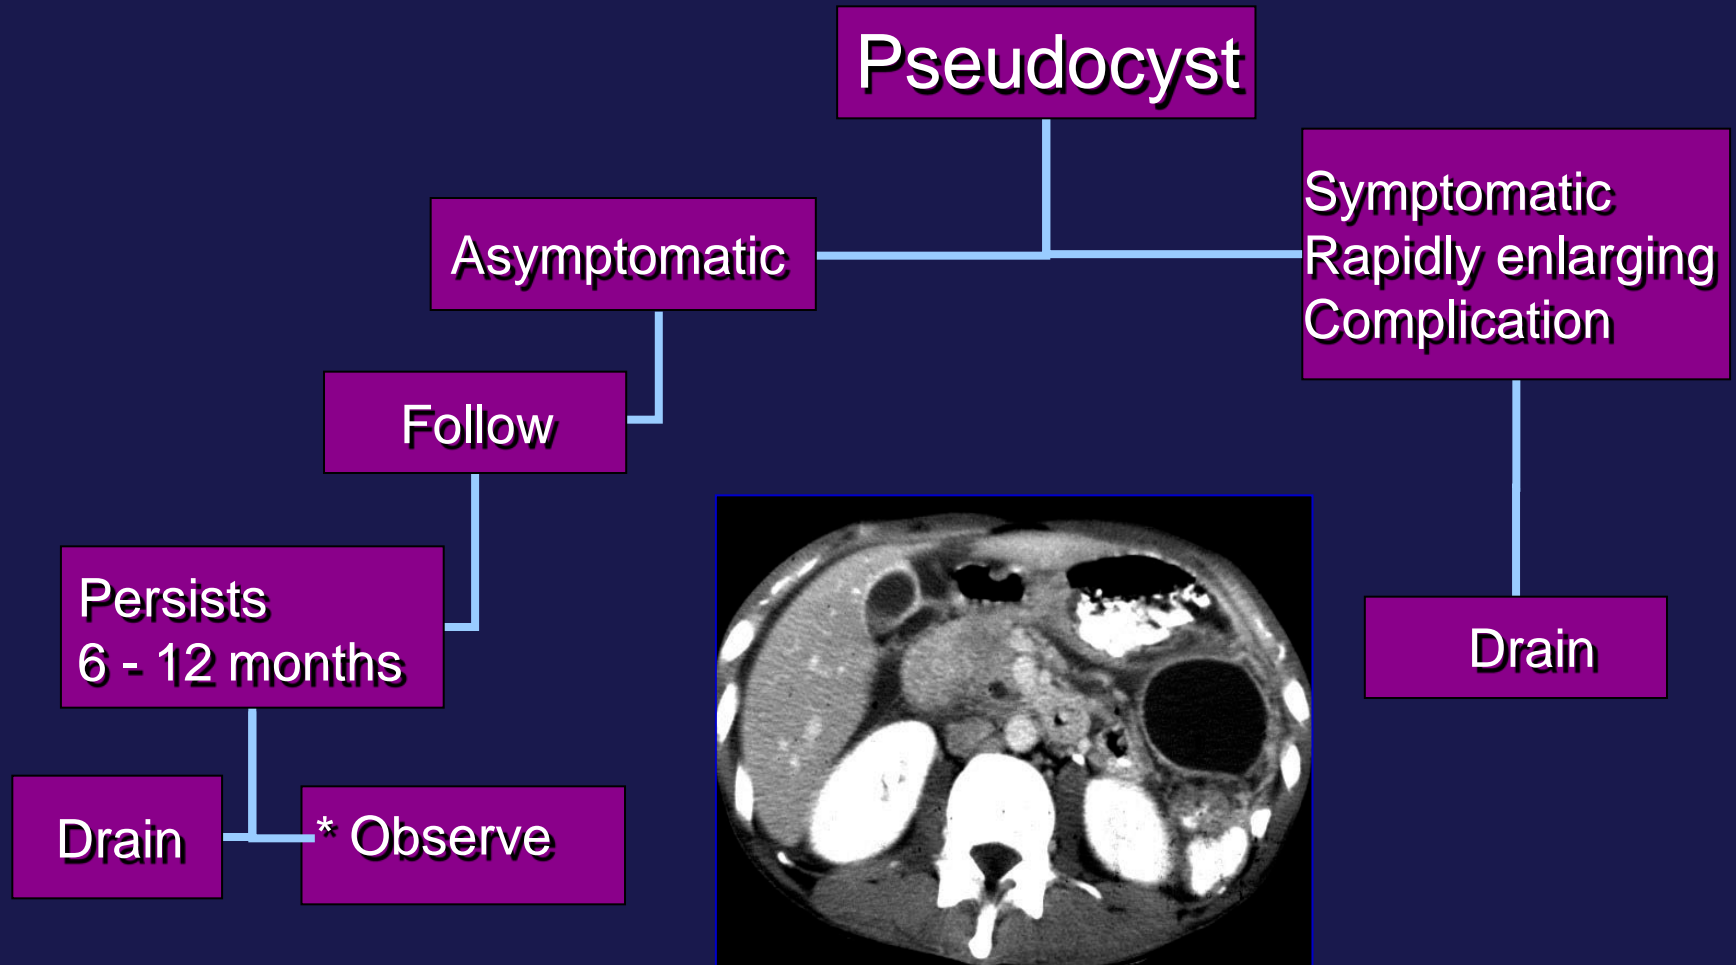 Pseudocyst
Asymptomatic
Symptomatic
Rapidly enlarging
Complication
Follow
Persists
6 - 12 months
Drain
Drain
* Observe